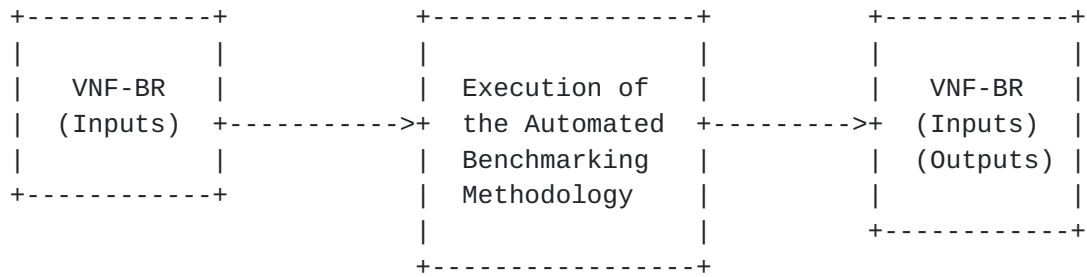 VNF-BR
(Inputs)
Execution of
the Automated
Benchmarking
Methodology
VNF-BR
(Inputs)
(Outputs)